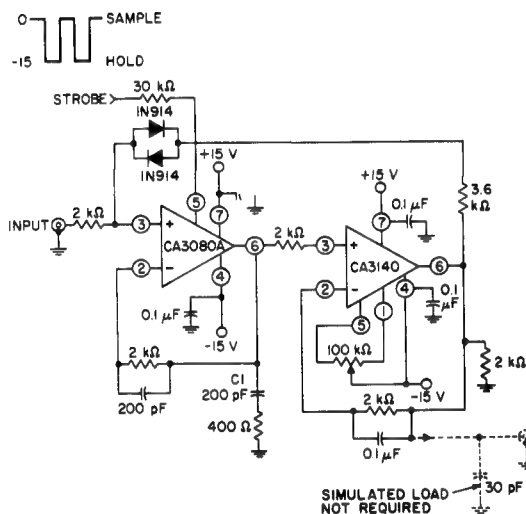 0
SAMPLE
-15
HOLD
30 kΩ
STROBE
IN914
IN914
+15 V
+15 V
3.6
kΩ
0.1 μF
INPUT
2 kΩ
3
+
5
7
CA3080A
6
2 kΩ
3
+
7
CA3140
6
2
-
4
2
-
5
1
4
0.1
μF
0.1 μF
-15 V
100 kΩ
-15 V
2 kΩ
200 pF
C1
200 pF
400 Ω
2 kΩ
0.1 μF
2 kΩ
30 pF
SIMULATED LOAD
NOT REQUIRED